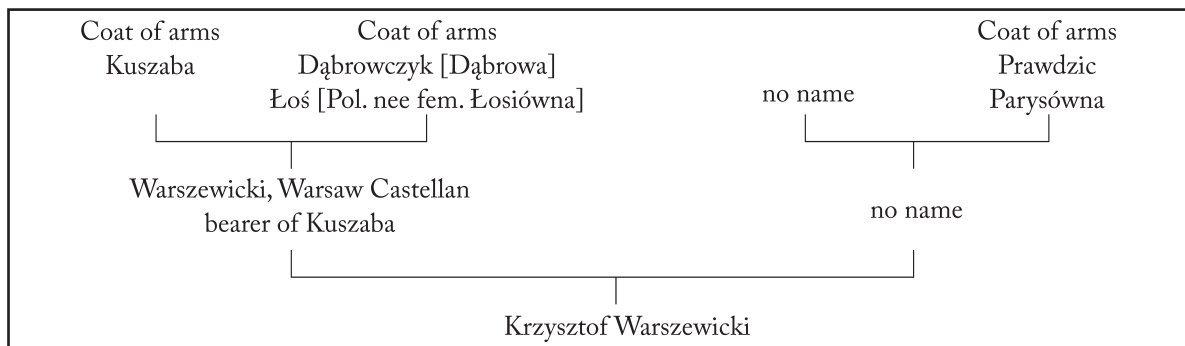 Coat of arms
Kuszaba
Coat of arms
Dąbrowczyk [Dąbrowa]
Łoś [Pol. nee fem. Łosiówna]
no name
Coat of arms
Prawdzic
Parysówna
Warszewicki, Warsaw Castellan
bearer of Kuszaba
no name
Krzysztof Warszewicki